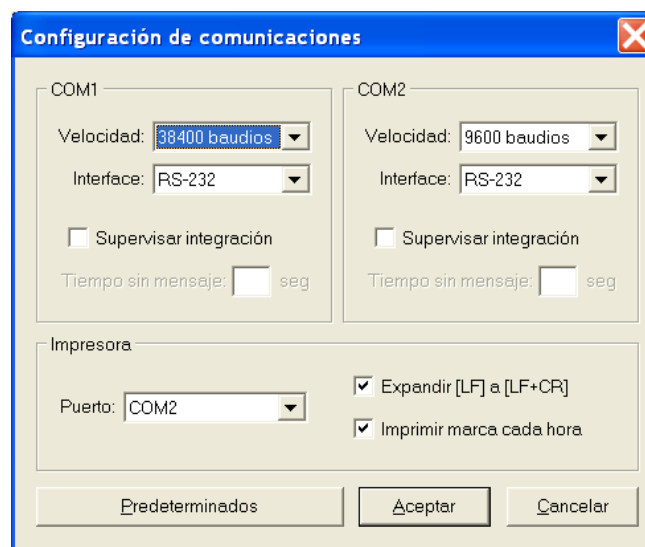 Configuración de comunicaciones
COM1
Velocidad: 38400 baudios
Interface: RS-232
Supervisar integración
Tiempo sin mensaje: seg
COM2
Velocidad: 9600 baudios
Interface: RS-232
Supervisar integración
Tiempo sin mensaje: seg
Impresora
Puerto: COM2
Expandir [LF] a [LF+CR]
Imprimir marca cada hora
Predeterminados
Aceptar
Cancelar